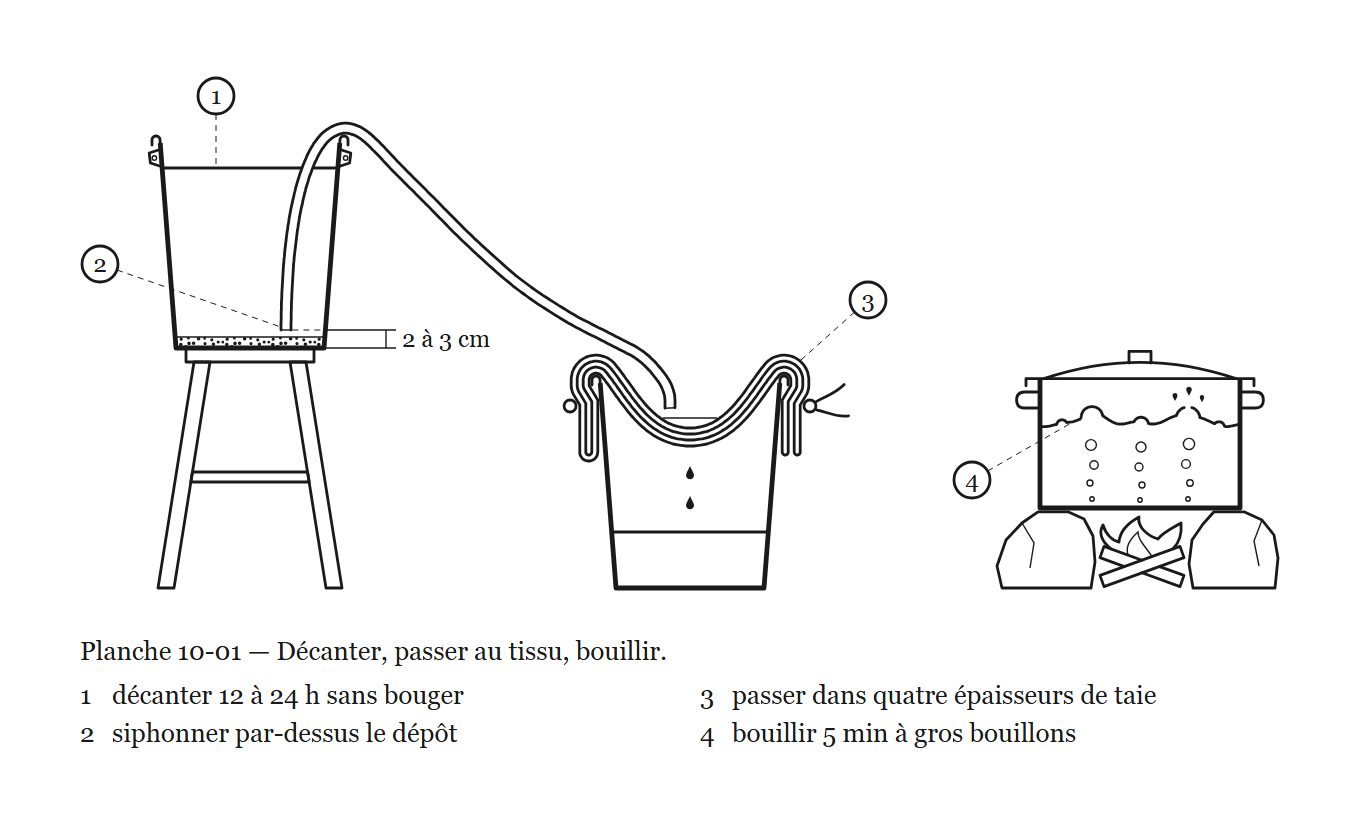 1
2
2 à 3 cm
3
4
Planche 10-01 — Décanter, passer au tissu, bouillir.
1 décanter 12 à 24 h sans bouger
2 siphonner par-dessus le dépôt
3 passer dans quatre épaisseurs de taie
4 bouillir 5 min à gros bouillons